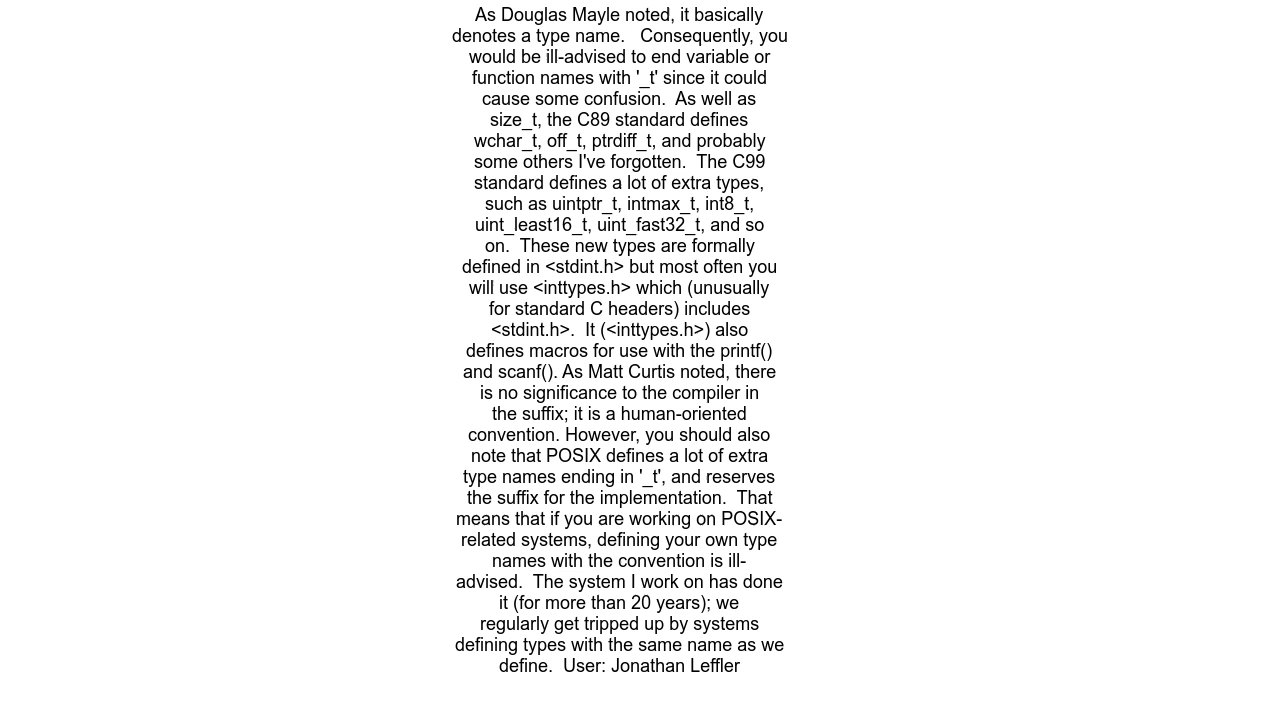 As Douglas Mayle noted, it basically
denotes a type name.   Consequently, you
would be ill-advised to end variable or
function names with '_t' since it could
cause some confusion.  As well as
size_t, the C89 standard defines
wchar_t, off_t, ptrdiff_t, and probably
some others I've forgotten.  The C99
standard defines a lot of extra types,
such as uintptr_t, intmax_t, int8_t,
uint_least16_t, uint_fast32_t, and so
on.  These new types are formally
defined in <stdint.h> but most often you
will use <inttypes.h> which (unusually
for standard C headers) includes
<stdint.h>.  It (<inttypes.h>) also
defines macros for use with the printf()
and scanf(). As Matt Curtis noted, there
is no significance to the compiler in
the suffix; it is a human-oriented
convention. However, you should also
note that POSIX defines a lot of extra
type names ending in '_t', and reserves
the suffix for the implementation.  That
means that if you are working on POSIX-
related systems, defining your own type
names with the convention is ill-
advised.  The system I work on has done
it (for more than 20 years); we
regularly get tripped up by systems
defining types with the same name as we
define.  User: Jonathan Leffler